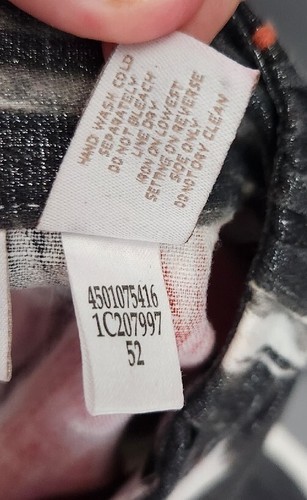 HAND WASH COLD
SEPARATELY
DO NOT BLEACH
LINE DRY
IRON ON LOWEST
SETTING ON REVERSE
SIDE ONLY
DO NOT DRY CLEAN
4501075416
1C207997
52